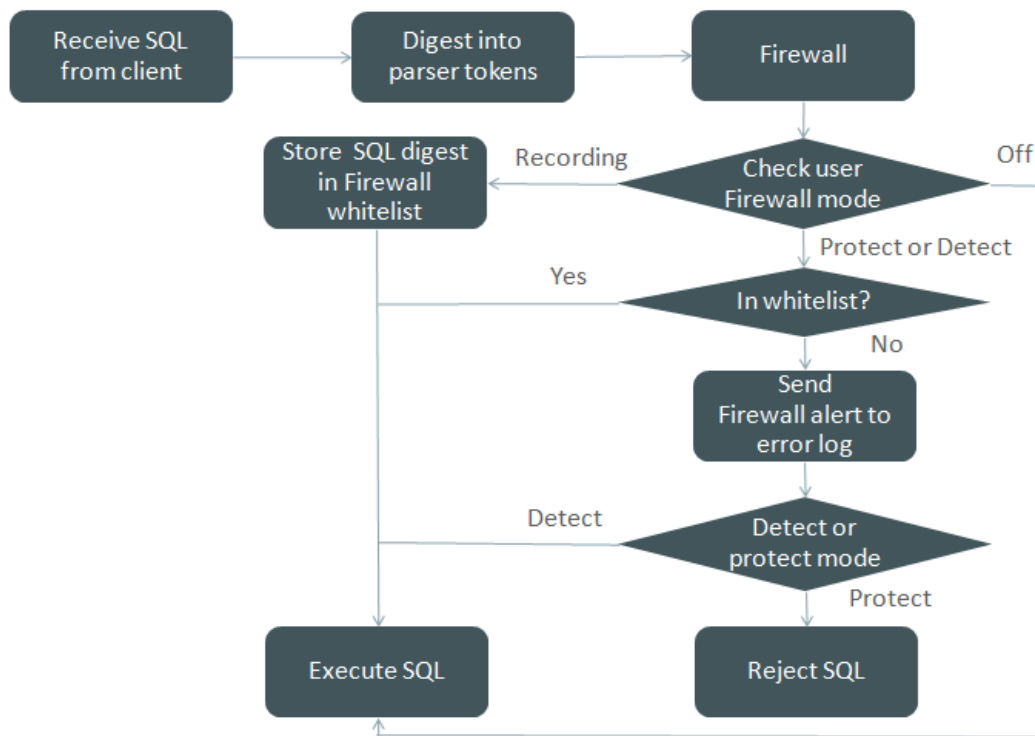 Receive SQL
from client
Digest into
parser tokens
Firewall
Store  SQL digest
in Firewall
whitelist
Recording
Check user
Firewall mode
Off
Protect or Detect
Yes
In whitelist?
No
Send
Firewall alert to
error log
Detect
Detect or
protect mode
Protect
Execute SQL
Reject SQL